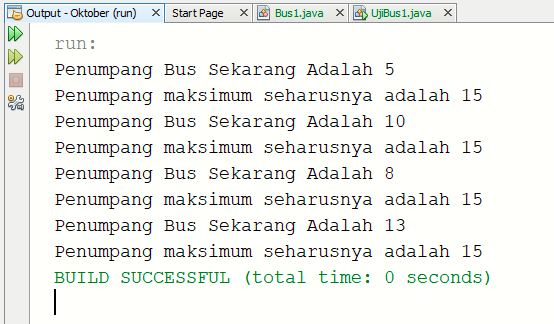 Output - Oktober (run) Start Page Bus1.java UjiBus1.java
run:
Penumpang Bus Sekarang Adalah 5
Penumpang maksimum seharusnya adalah 15
Penumpang Bus Sekarang Adalah 10
Penumpang maksimum seharusnya adalah 15
Penumpang Bus Sekarang Adalah 8
Penumpang maksimum seharusnya adalah 15
Penumpang Bus Sekarang Adalah 13
Penumpang maksimum seharusnya adalah 15
BUILD SUCCESSFUL (total time: 0 seconds)